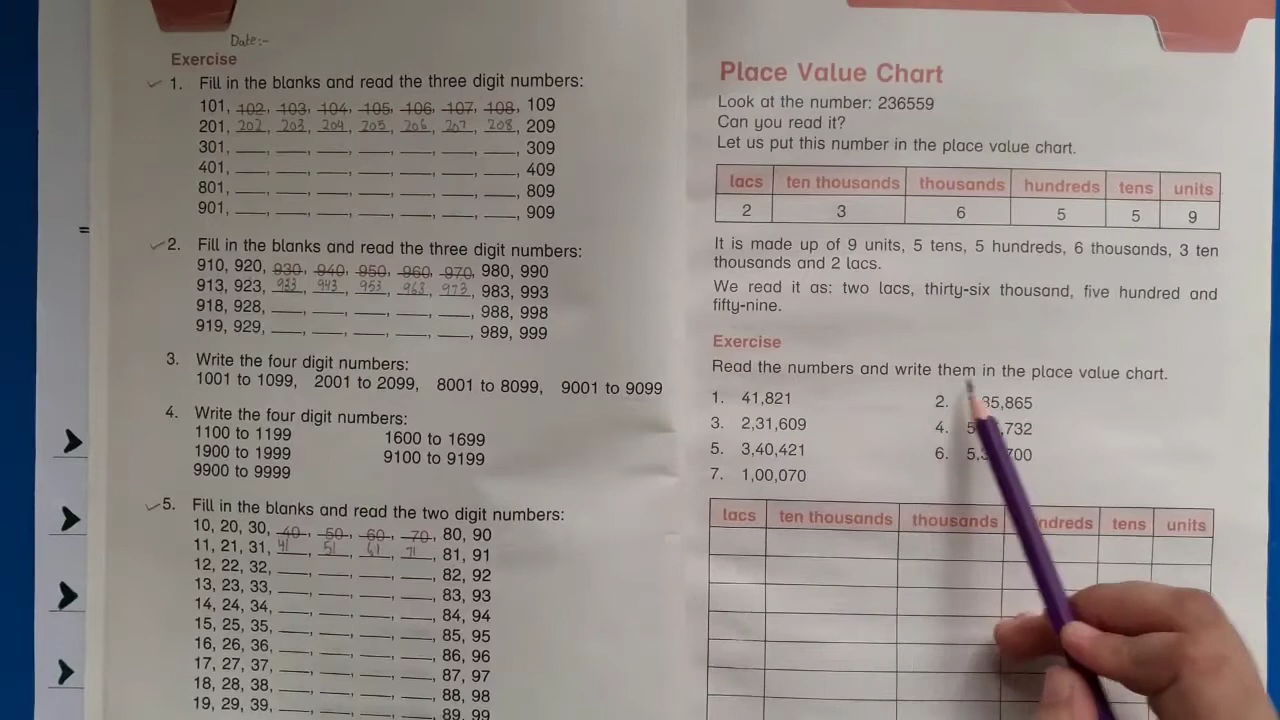 Date:-
Exercise
1. Fill in the blanks and read the three digit numbers:
101, 102, 103, 104, 105, 106, 107, 108, 109
201, 202, 203, 204, 205, 206, 207, 208, 209
301, ___, ___, ___, ___, ___, ___, ___, 309
401, ___, ___, ___, ___, ___, ___, ___, 409
801, ___, ___, ___, ___, ___, ___, ___, 809
901, ___, ___, ___, ___, ___, ___, ___, 909
2. Fill in the blanks and read the three digit numbers:
910, 920, 930, 940, 950, 960, 970, 980, 990
913, 923, 933, 943, 953, 963, 973, 983, 993
918, 928, ___, ___, ___, ___, ___, 988, 998
919, 929, ___, ___, ___, ___, ___, 989, 999
3. Write the four digit numbers:
1001 to 1099, 2001 to 2099, 8001 to 8099, 9001 to 9099
4. Write the four digit numbers:
1100 to 1199 1600 to 1699
1900 to 1999 9100 to 9199
9900 to 9999
5. Fill in the blanks and read the two digit numbers:
10, 20, 30, 40, 50, 60, 70, 80, 90
11, 21, 31, 41, 51, 61, 71, 81, 91
12, 22, 32, ___, ___, ___, ___, 82, 92
13, 23, 33, ___, ___, ___, ___, 83, 93
14, 24, 34, ___, ___, ___, ___, 84, 94
15, 25, 35, ___, ___, ___, ___, 85, 95
16, 26, 36, ___, ___, ___, ___, 86, 96
17, 27, 37, ___, ___, ___, ___, 87, 97
18, 28, 38, ___, ___, ___, ___, 88, 98
19, 29, 39, ___, ___, ___, ___, 89, 99
Place Value Chart
Look at the number: 236559
Can you read it?
Let us put this number in the place value chart.
lacs ten thousands thousands hundreds tens units
2 3 6 5 5 9
It is made up of 9 units, 5 tens, 5 hundreds, 6 thousands, 3 ten
thousands and 2 lacs.
We read it as: two lacs, thirty-six thousand, five hundred and
fifty-nine.
Exercise
Read the numbers and write them in the place value chart.
1. 41,821 2.
3. 2,31,609 4.
5. 3,40,421 6.
7. 1,00,070
lacs ten thousands thousands tens units